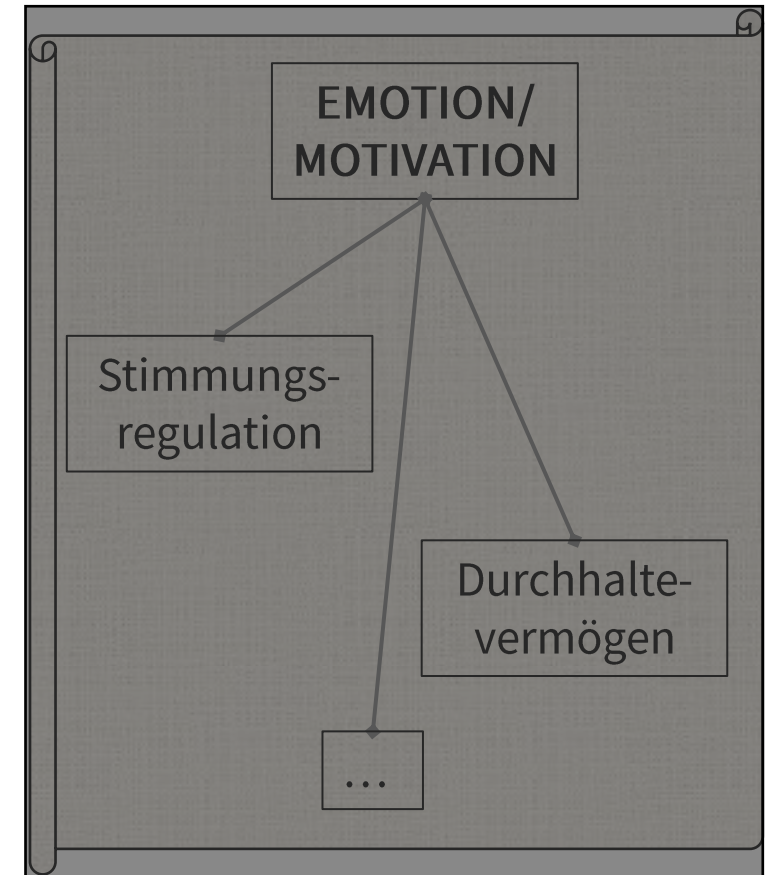 EMOTION/
MOTIVATION
Stimmungs-
regulation
Durchhalte-
vermögen
...